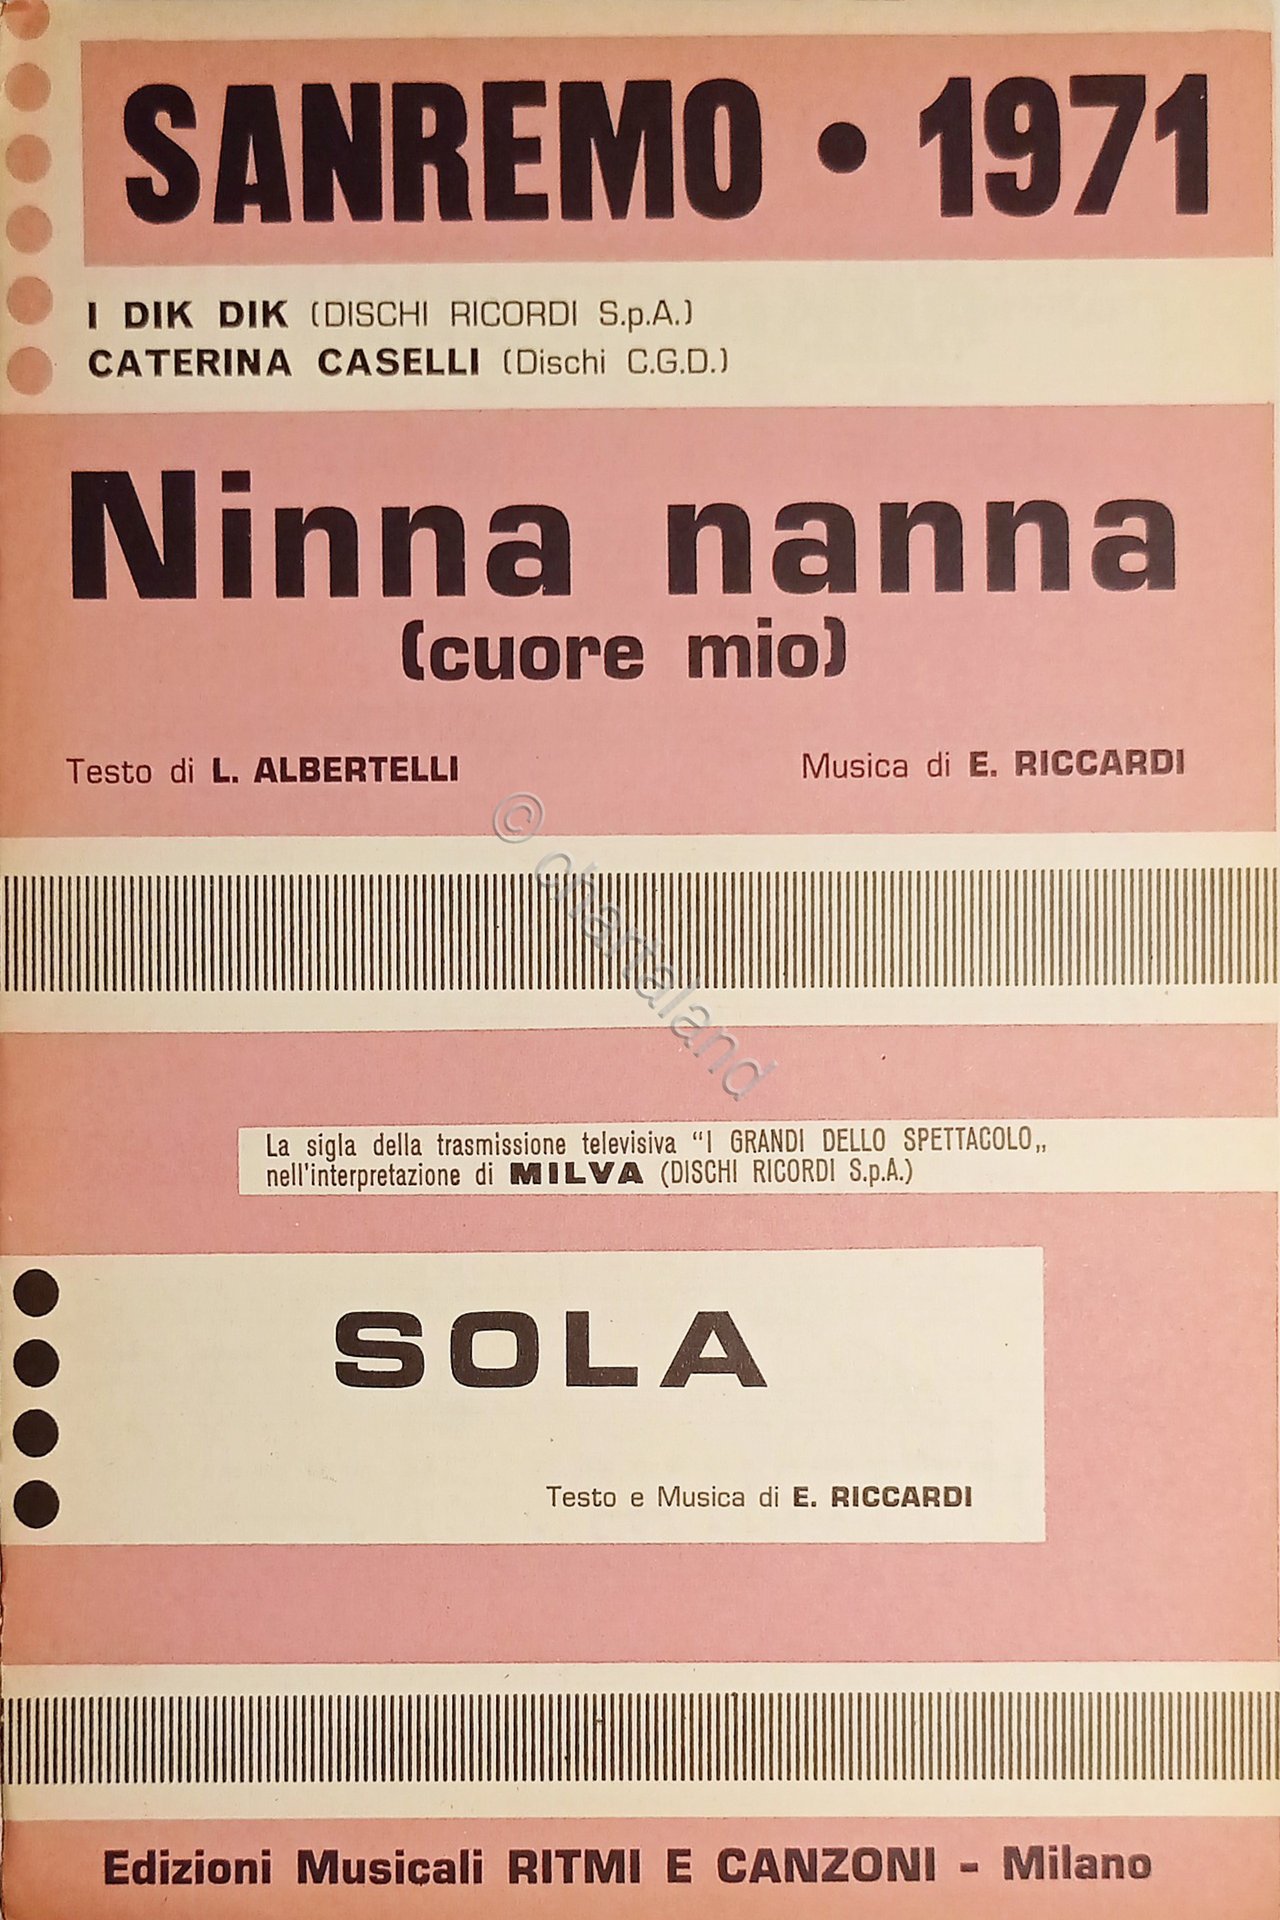 SANREMO • 1971
I DIK DIK (DISCHI RICORDI S.p.A.)
CATERINA CASELLI (Dischi C.G.D.)
Ninna nanna
(cuore mio)
Testo di L. ALBERTELLI Musica di E. RICCARDI
© chartaland
La sigla della trasmissione televisiva “I GRANDI DELLO SPETTACOLO„
nell'interpretazione di MILVA (DISCHI RICORDI S.p.A.)
SOLA
Testo e Musica di E. RICCARDI
Edizioni Musicali RITMI E CANZONI - Milano